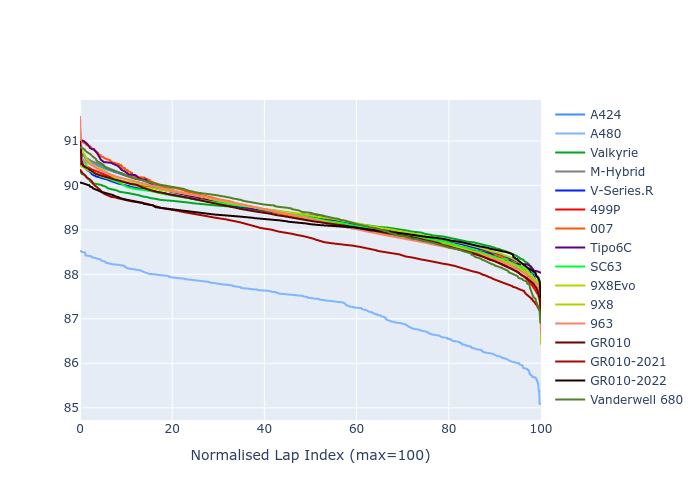 91
90
89
88
87
86
85
0 20 40 60 80 100
Normalised Lap Index (max=100)
A424
A480
Valkyrie
M-Hybrid
V-Series.R
499P
007
Tipo6C
SC63
9X8Evo
9X8
963
GR010
GR010-2021
GR010-2022
Vanderwell 680